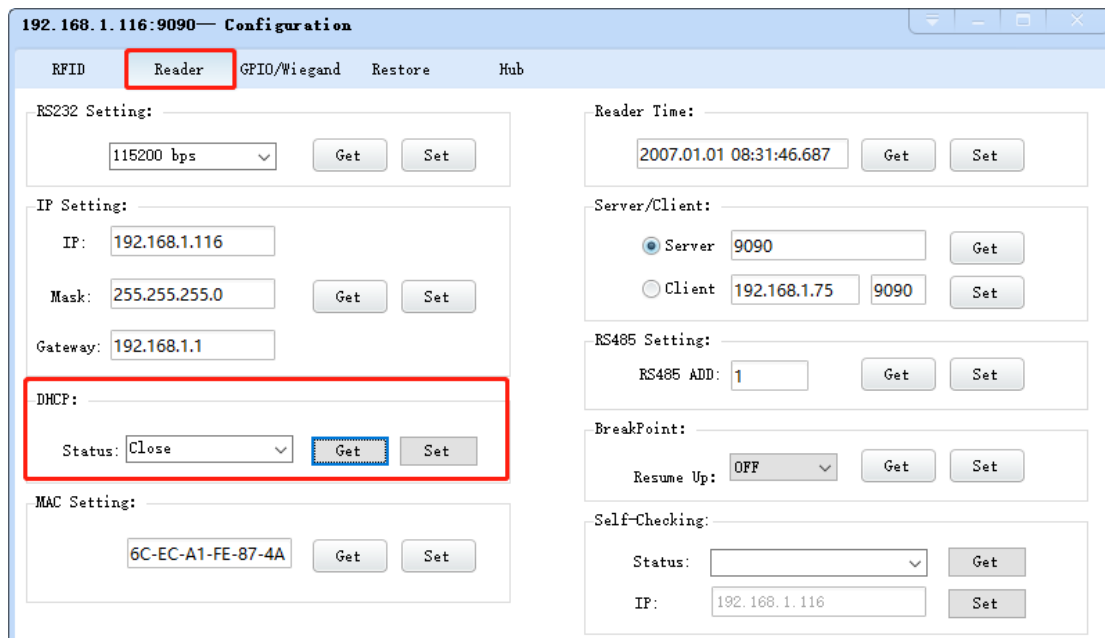 192.168.1.116:9090— Configuration
RFID Reader GPIO/Wiegand Restore Hub
RS232 Setting:
115200 bps Get Set
IP Setting:
IP: 192.168.1.116
Mask: 255.255.255.0 Get Set
Gateway: 192.168.1.1
DHCP:
Status: Close Get Set
MAC Setting:
6C-EC-A1-FE-87-4A Get Set
Reader Time:
2007.01.01 08:31:46.687 Get Set
Server/Client:
Server 9090 Get
Client 192.168.1.75 9090 Set
RS485 Setting:
RS485 ADD: 1 Get Set
BreakPoint:
Resume Up: OFF Get Set
Self-Checking:
Status: Get
IP: 192.168.1.116 Set